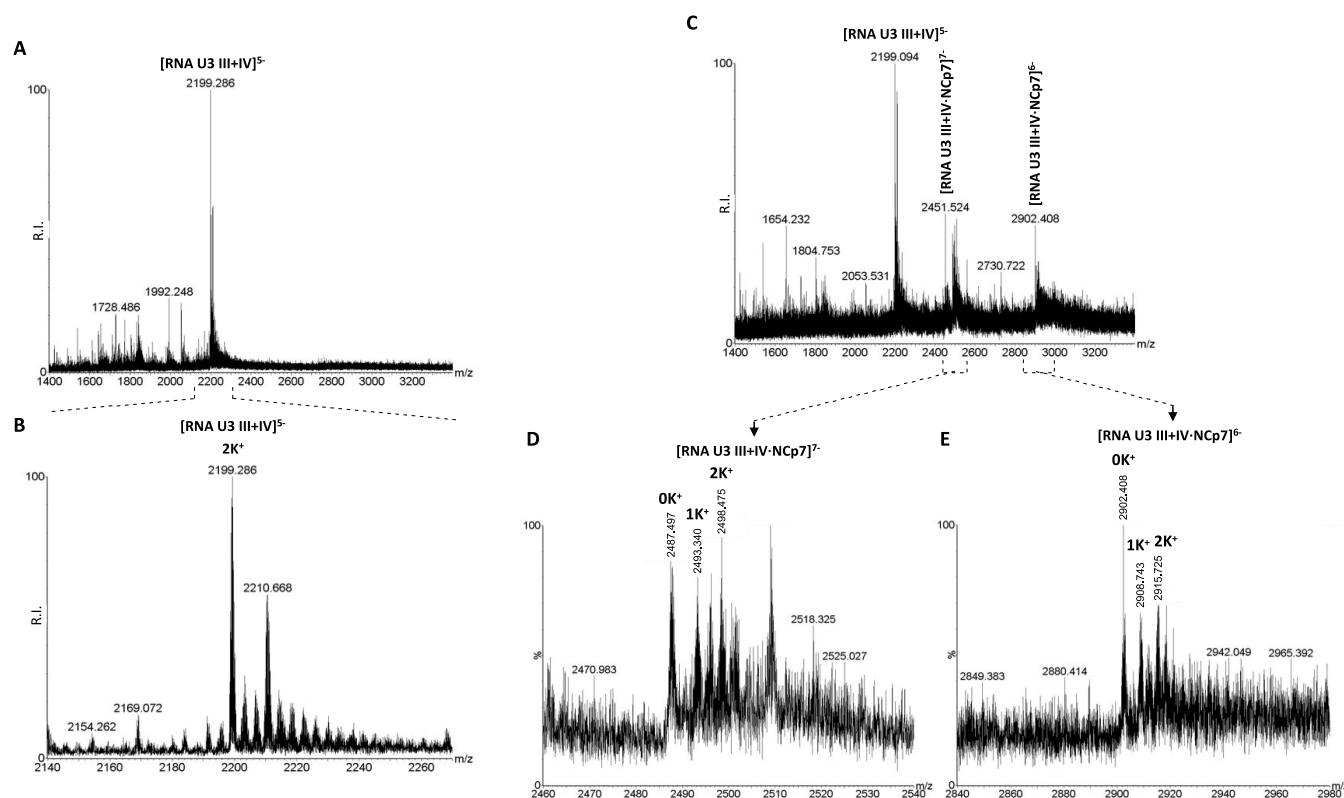 A
[RNA U3 III+IV]5-
2199.286
100
R.I.
1992.248
1728.486
0
1400 1600 1800 2000 2200 2400 2600 2800 3000 3200 m/z
B
[RNA U3 III+IV]5-
2K+
2199.286
100
2210.668
R.I.
2169.072
2154.262
0
2140 2160 2180 2200 2220 2240 2260 m/z
C
[RNA U3 III+IV]5-
2199.094
100
[RNA U3 III+IV·NCp7]7-
[RNA U3 III+IV·NCp7]6-
2451.524
2902.408
R.I.
1654.232
1804.753
2053.531
2730.722
0
1400 1600 1800 2000 2200 2400 2600 2800 3000 3200 m/z
D
[RNA U3 III+IV·NCp7]7-
2K+
0K+
1K+
2487.497
2493.340
2498.475
100
%
2518.325
2525.027
2470.983
0
2460 2470 2480 2490 2500 2510 2520 2530 2540 m/z
E
[RNA U3 III+IV·NCp7]6-
0K+
2902.408
100
1K+ 2K+
2908.743
2915.725
%
2942.049
2965.392
2880.414
2849.383
0
2840 2860 2880 2900 2920 2940 2960 m/z